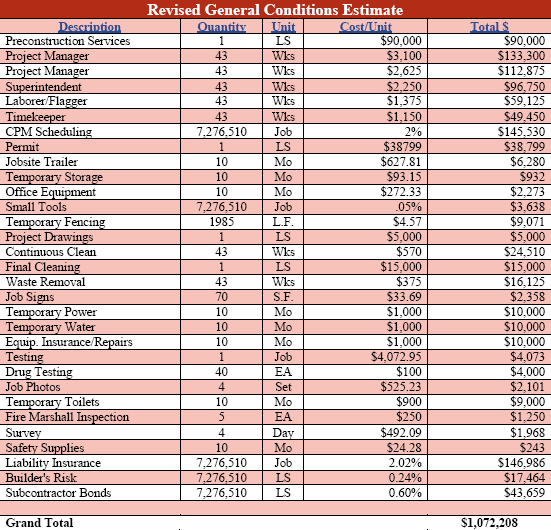 Revised General Conditions Estimate
Description Quantity Unit Cost/Unit Total $
Preconstruction Services 1 LS $90,000 $90,000
Project Manager 43 Wks $3,100 $133,300
Project Manager 43 Wks $2,625 $112,875
Superintendent 43 Wks $2,250 $96,750
Laborer/Flagger 43 Wks $1,375 $59,125
Timekeeper 43 Wks $1,150 $49,450
CPM Scheduling 7,276,510 Job 2% $145,530
Permit 1 LS $38799 $38,799
Jobsite Trailer 10 Mo $627.81 $6,280
Temporary Storage 10 Mo $93.15 $932
Office Equipment 10 Mo $272.33 $2,273
Small Tools 7,276,510 Job .05% $3,638
Temporary Fencing 1985 L.F. $4.57 $9,071
Project Drawings 1 LS $5,000 $5,000
Continuous Clean 43 Wks $570 $24,510
Final Cleaning 1 LS $15,000 $15,000
Waste Removal 43 Wks $375 $16,125
Job Signs 70 S.F. $33.69 $2,358
Temporary Power 10 Mo $1,000 $10,000
Temporary Water 10 Mo $1,000 $10,000
Equip. Insurance/Repairs 10 Mo $1,000 $10,000
Testing 1 Job $4,072.95 $4,073
Drug Testing 40 EA $100 $4,000
Job Photos 4 Set $525.23 $2,101
Temporary Toilets 10 Mo $900 $9,000
Fire Marshall Inspection 5 EA $250 $1,250
Survey 4 Day $492.09 $1,968
Safety Supplies 10 Mo $24.28 $243
Liability Insurance 7,276,510 Job 2.02% $146,986
Builder's Risk 7,276,510 LS 0.24% $17,464
Subcontractor Bonds 7,276,510 LS 0.60% $43,659
Grand Total $1,072,208